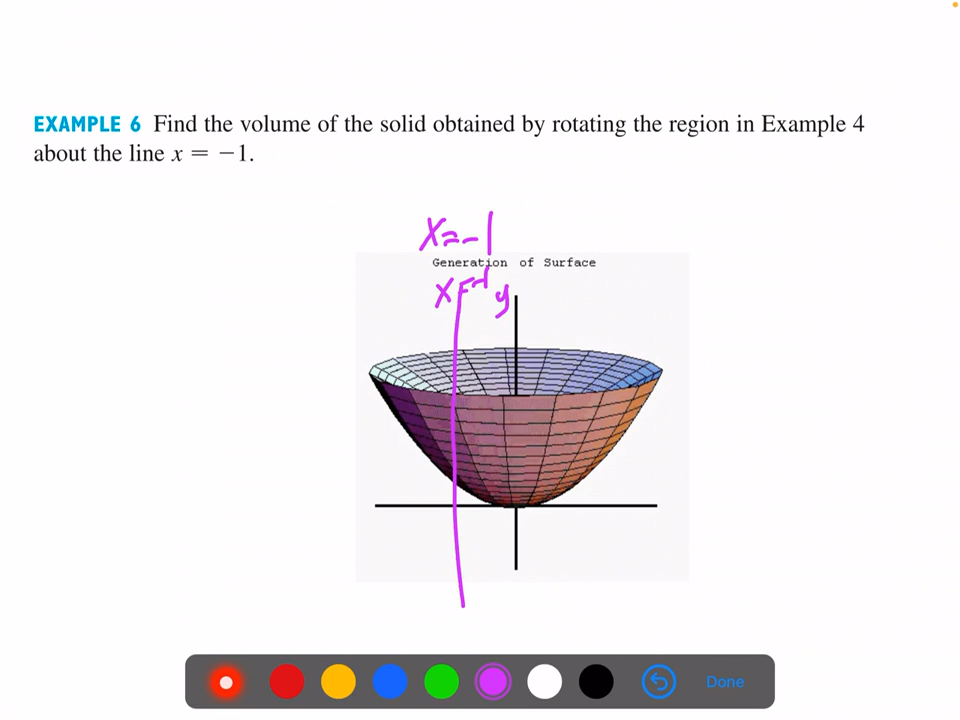 EXAMPLE 6 Find the volume of the solid obtained by rotating the region in Example 4
about the line x = −1.
x=-1
Generation of Surface
x=-1 y
Done